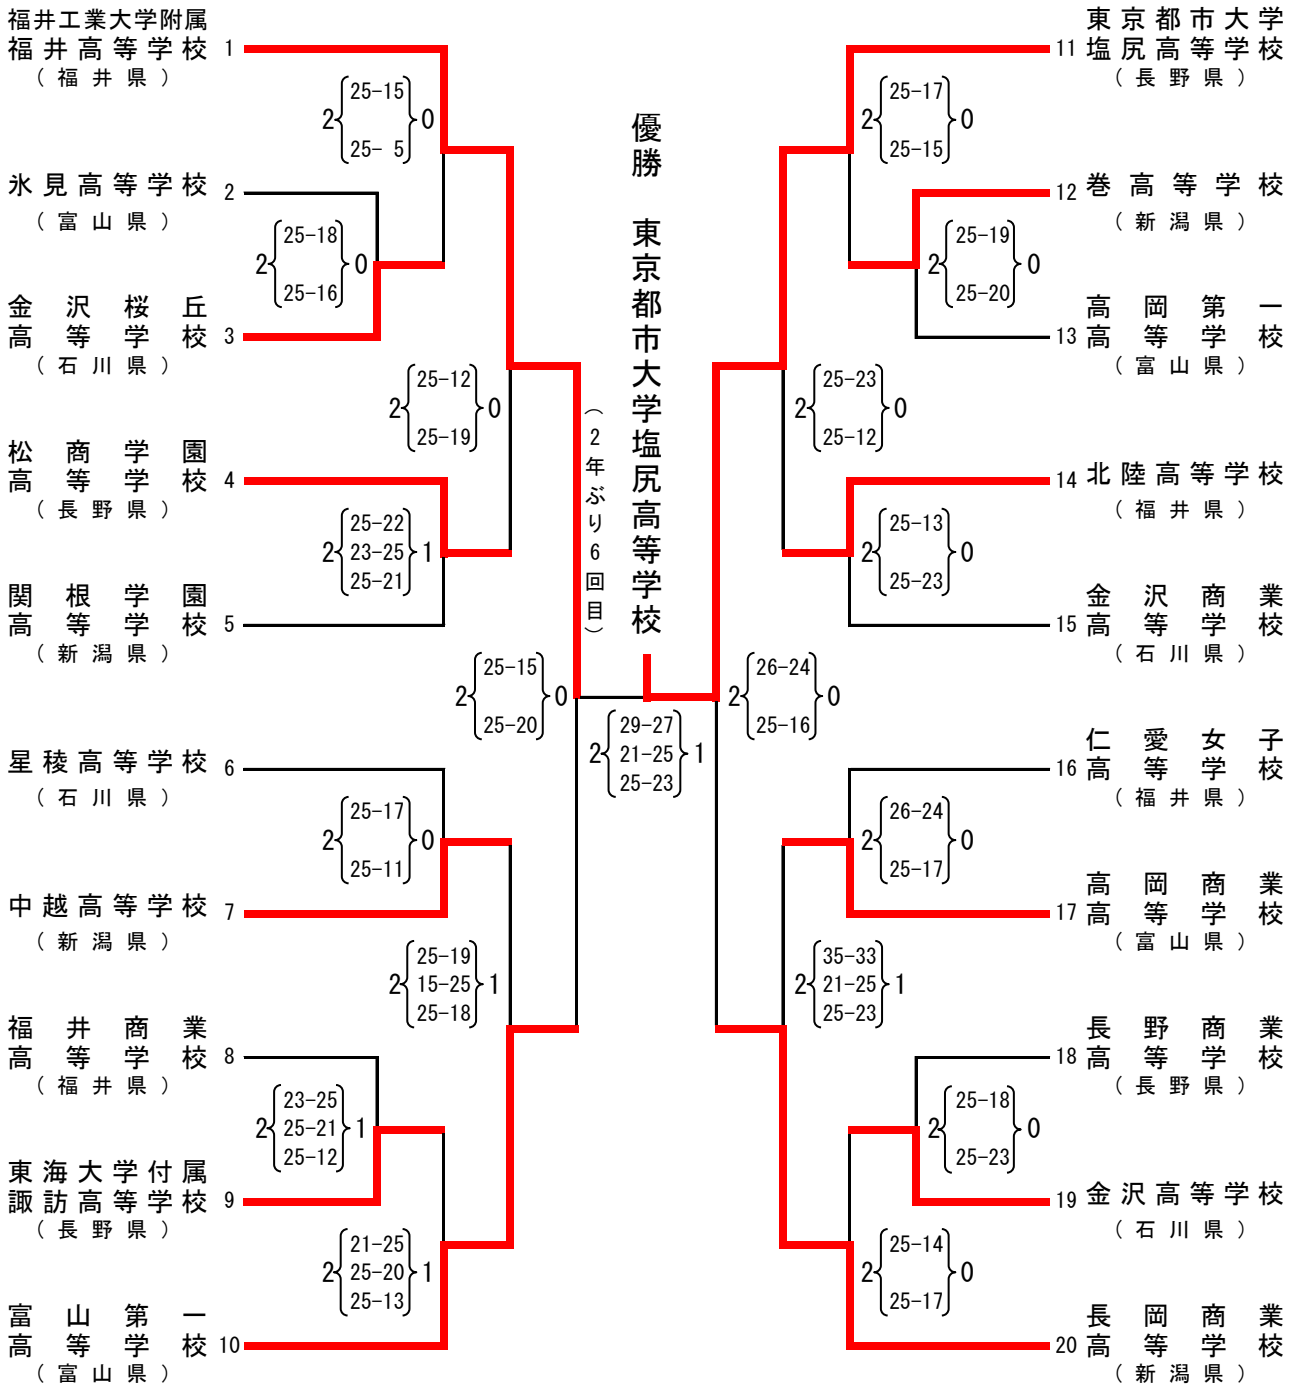 福井工業大学附属
福井高等学校 1
(福井県)
25-15
2 0
25- 5
氷見高等学校 2
(富山県)
25-18
2 0
25-16
金沢桜丘
高等学校 3
(石川県)
25-12
2 0
25-19
松商学園
高等学校 4
(長野県)
25-22
2 23-25 1
25-21
関根学園
高等学校 5
(新潟県)
25-15
2 0
25-20
星稜高等学校 6
(石川県)
25-17
2 0
25-11
中越高等学校 7
(新潟県)
25-19
2 15-25 1
25-18
福井商業
高等学校 8
(福井県)
23-25
2 25-21 1
25-12
東海大学付属
諏訪高等学校 9
(長野県)
21-25
2 25-20 1
25-13
富山第一
高等学校 10
(富山県)
優勝 東京都市大学塩尻高等学校
(2年ぶり6回目)
29-27
2 21-25 1
25-23
東京都市大学
11 塩尻高等学校
(長野県)
25-17
2 0
25-15
12 巻高等学校
(新潟県)
25-19
2 0
25-20
高岡第一
13 高等学校
(富山県)
25-23
2 0
25-12
14 北陸高等学校
(福井県)
25-13
2 0
25-23
金沢商業
15 高等学校
(石川県)
26-24
2 0
25-16
仁愛女子
16 高等学校
(福井県)
26-24
2 0
25-17
高岡商業
17 高等学校
(富山県)
35-33
2 21-25 1
25-23
長野商業
18 高等学校
(長野県)
25-18
2 0
25-23
19 金沢高等学校
(石川県)
25-14
2 0
25-17
長岡商業
20 高等学校
(新潟県)